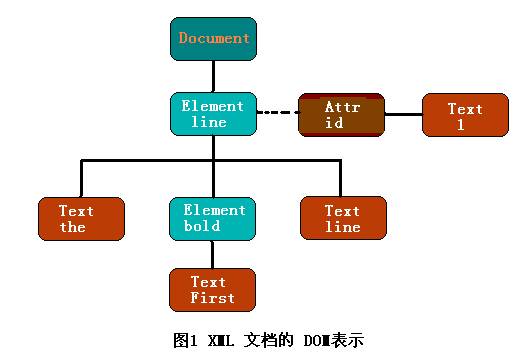 Document
Element
line
Attr
id
Text
1
Text
the
Element
bold
Text
line
Text
First
图1 XML 文档的 DOM表示